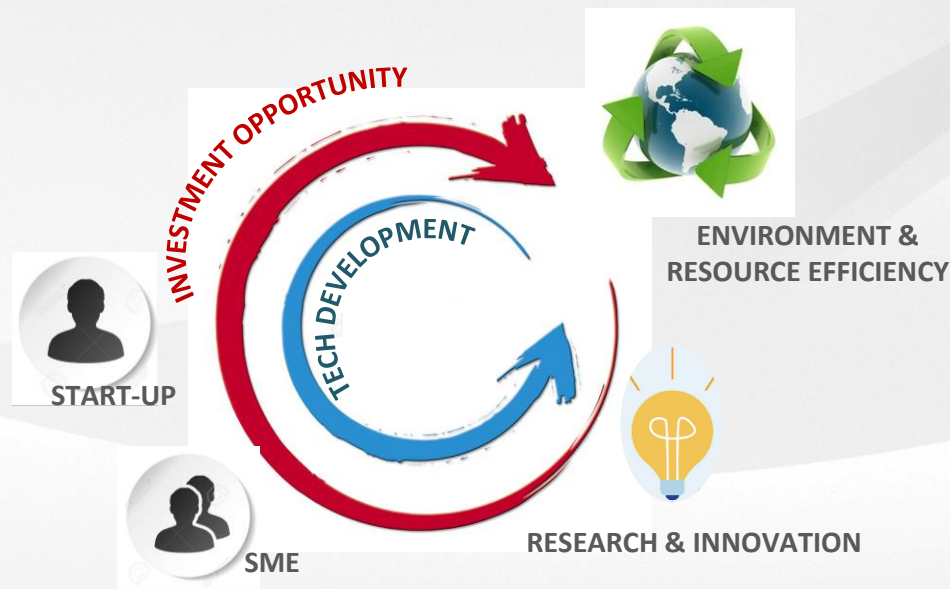 INVESTMENT OPPORTUNITY
TECH DEVELOPMENT
ENVIRONMENT &
RESOURCE EFFICIENCY
START-UP
RESEARCH & INNOVATION
SME